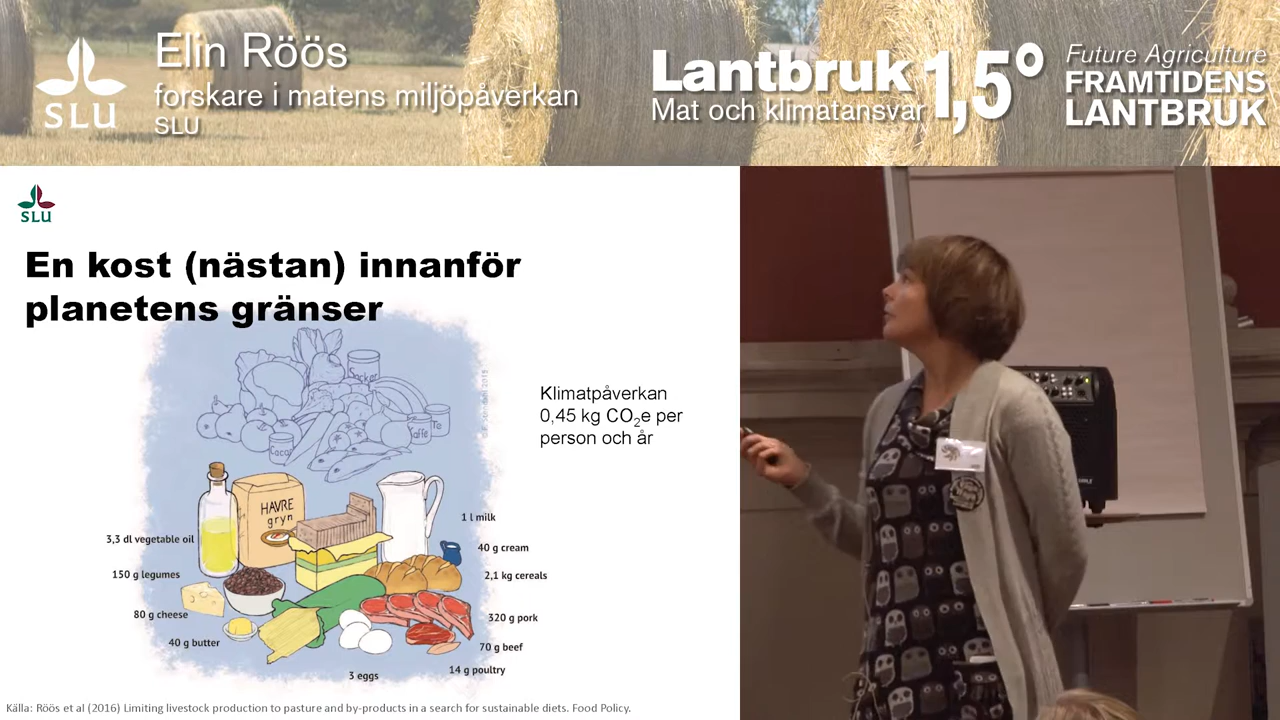 Elin Röös
forskare i matens miljöpåverkan
SLU
SLU
Lantbruk 1,5°
Mat och klimatansvar
Future Agriculture
FRAMTIDENS
LANTBRUK
SLU
En kost (nästan) innanför
planetens gränser
Socker
Kaffe
Te
Cacao
HAVRE
gryn
Klimatpåverkan
0,45 kg CO₂e per
person och år
3,3 dl vegetable oil
150 g legumes
80 g cheese
40 g butter
3 eggs
1 l milk
40 g cream
2,1 kg cereals
320 g pork
70 g beef
14 g poultry
Källa: Röös et al (2016) Limiting livestock production to pasture and by-products in a search for sustainable diets. Food Policy.